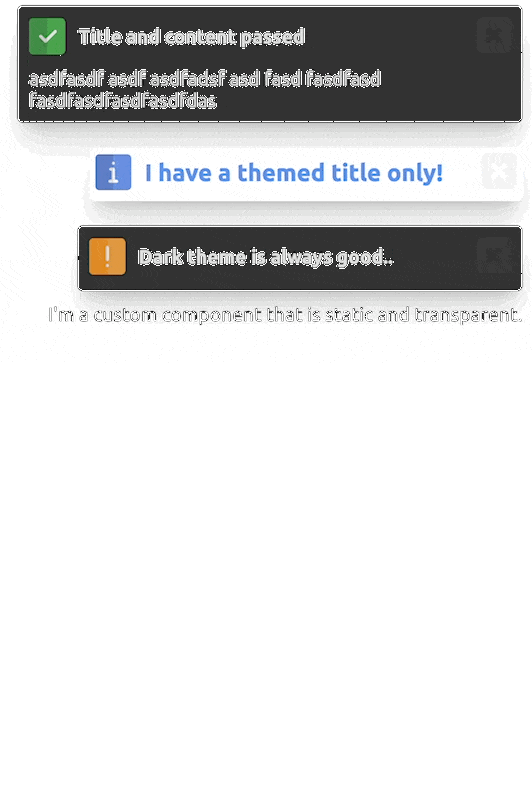 Title and content passed
asdfasdf asdf asdfadsf asd fasd fasdfasd
fasdfasdfasdfasdfdas
I have a themed title only!
Dark theme is always good..
I'm a custom component that is static and transparent.